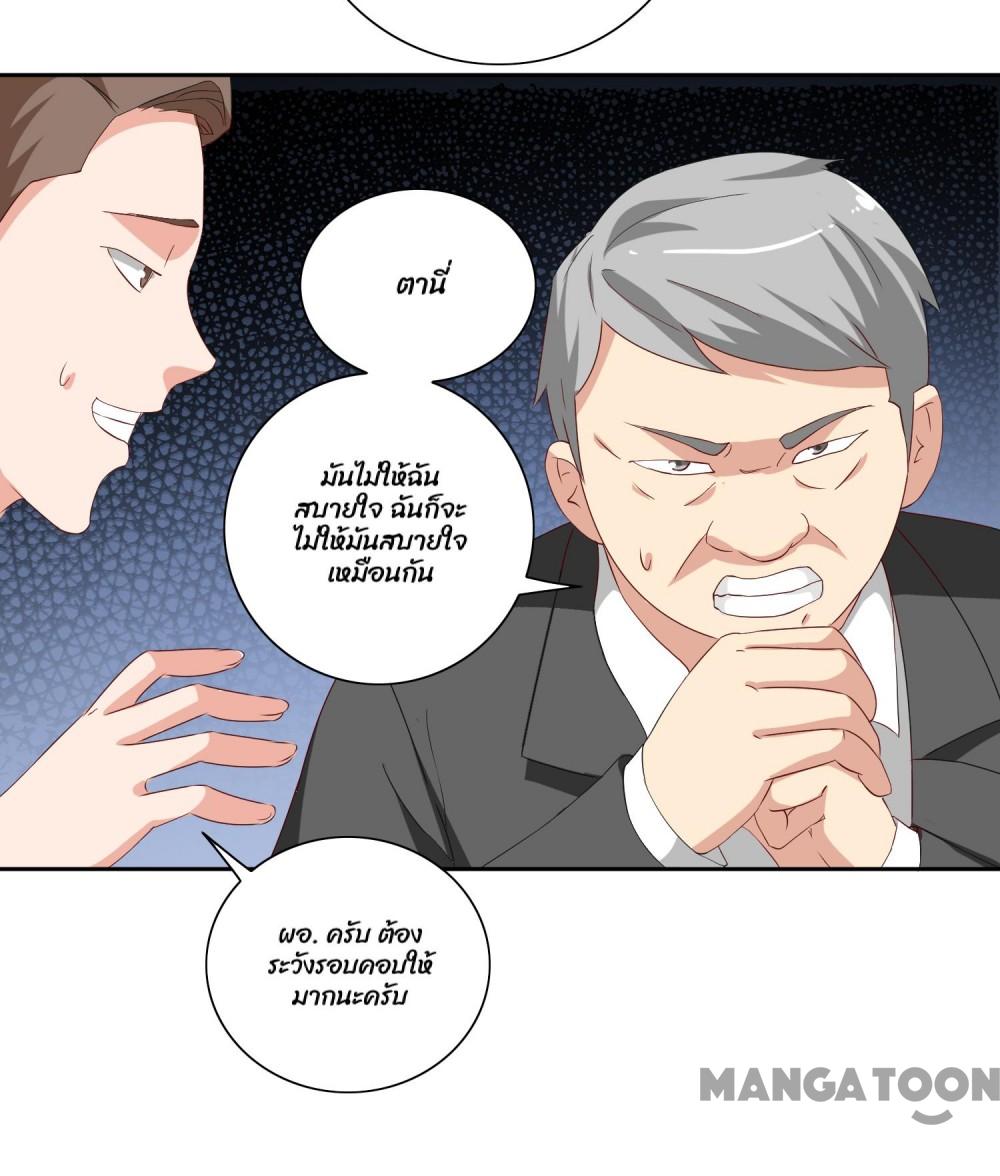 ตานี่
มันไม่ให้ฉัน
สบายใจ ฉันก็จะ
ไม่ให้มันสบายใจ
เหมือนกัน
ผอ. ครับ ต้อง
ระวังรอบคอบให้
มากนะครับ
MANGA TOON